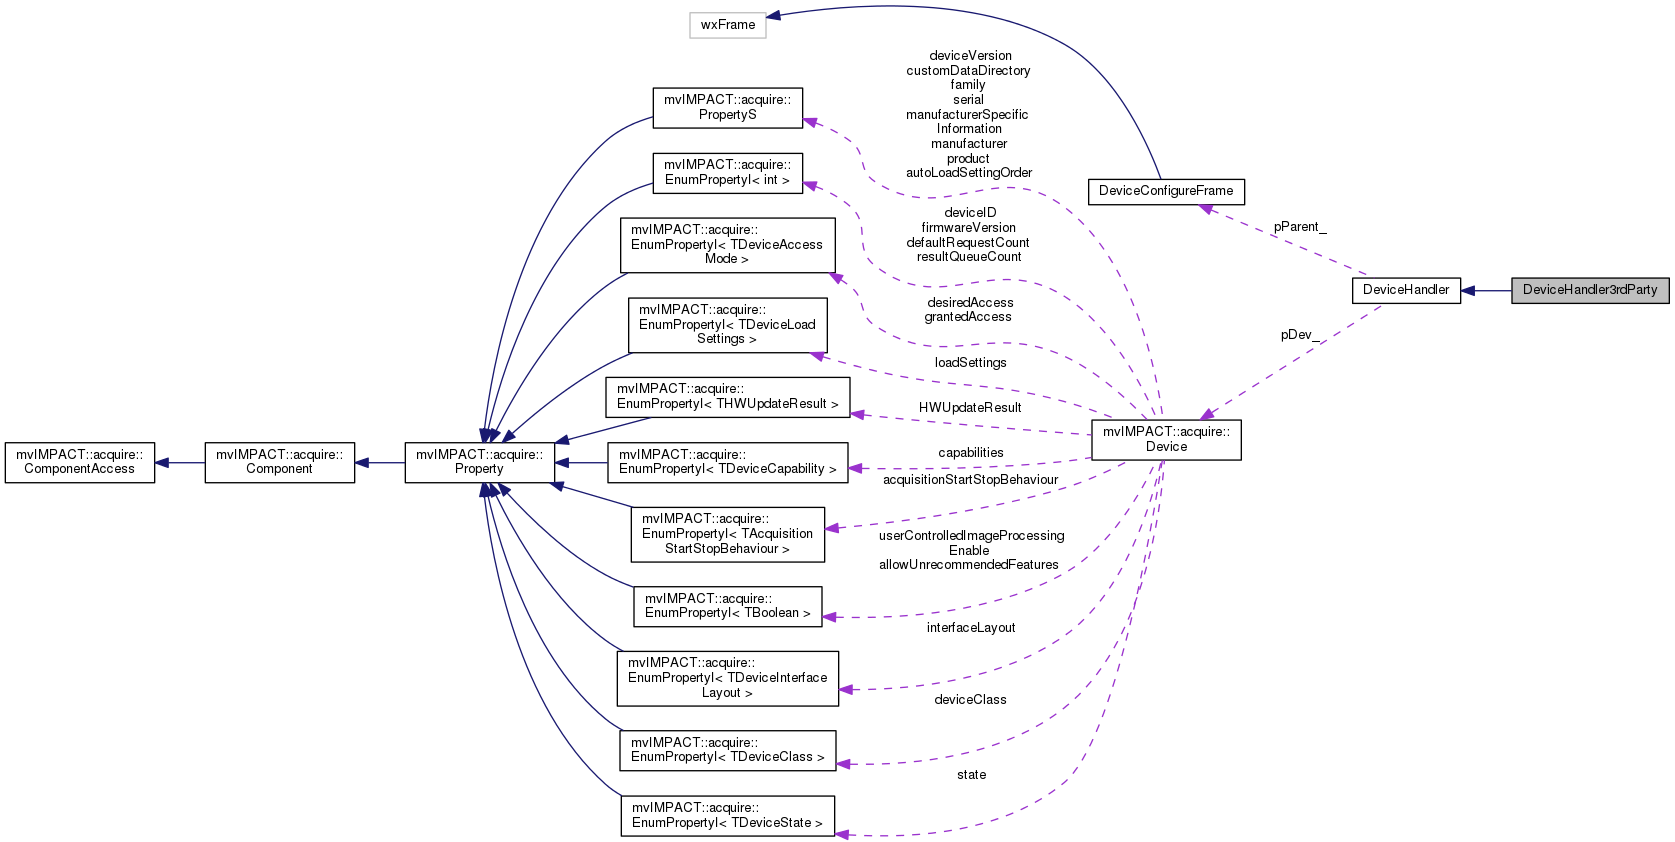 wxFrame
deviceVersion
customDataDirectory
family
serial
manufacturerSpecific
Information
manufacturer
product
autoLoadSettingOrder
mvIMPACT::acquire::
PropertyS
mvIMPACT::acquire::
EnumPropertyI< int >
DeviceConfigureFrame
deviceID
firmwareVersion
defaultRequestCount
resultQueueCount
mvIMPACT::acquire::
EnumPropertyI< TDeviceAccess
Mode >
pParent_
DeviceHandler
DeviceHandler3rdParty
desiredAccess
grantedAccess
mvIMPACT::acquire::
EnumPropertyI< TDeviceLoad
Settings >
pDev_
loadSettings
mvIMPACT::acquire::
EnumPropertyI< THWUpdateResult >
HWUpdateResult
mvIMPACT::acquire::
Device
mvIMPACT::acquire::
ComponentAccess
mvIMPACT::acquire::
Component
mvIMPACT::acquire::
Property
mvIMPACT::acquire::
EnumPropertyI< TDeviceCapability >
capabilities
acquisitionStartStopBehaviour
mvIMPACT::acquire::
EnumPropertyI< TAcquisition
StartStopBehaviour >
userControlledImageProcessing
Enable
allowUnrecommendedFeatures
mvIMPACT::acquire::
EnumPropertyI< TBoolean >
interfaceLayout
mvIMPACT::acquire::
EnumPropertyI< TDeviceInterface
Layout >
deviceClass
mvIMPACT::acquire::
EnumPropertyI< TDeviceClass >
state
mvIMPACT::acquire::
EnumPropertyI< TDeviceState >